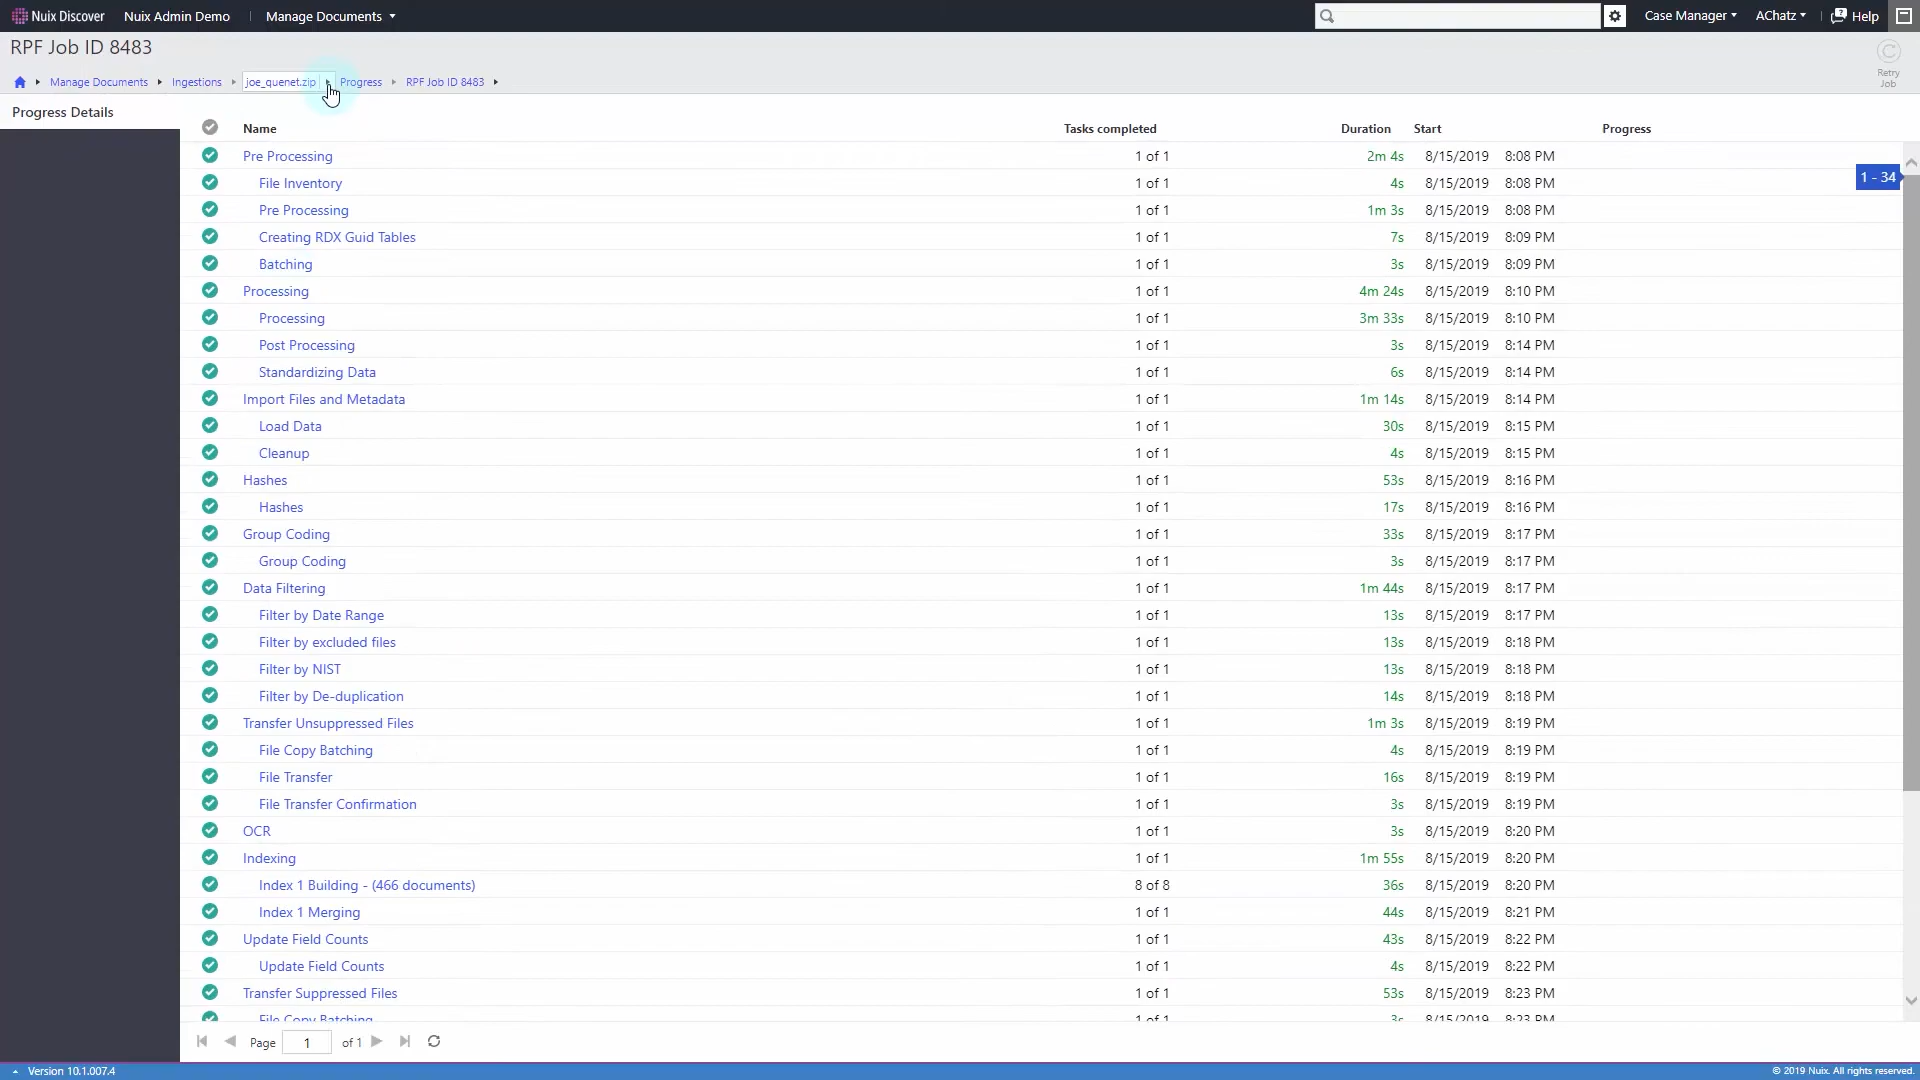 Nuix Discover Nuix Admin Demo Manage Documents Case Manager AChatz Help
RPF Job ID 8483
Manage Documents Ingestions joe_quenet.zip Progress RPF Job ID 8483
Retry
Job
Progress Details
Name Tasks completed Duration Start Progress
Pre Processing 1 of 1 2m 4s 8/15/2019 8:08 PM
1 - 34
File Inventory 1 of 1 4s 8/15/2019 8:08 PM
Pre Processing 1 of 1 1m 3s 8/15/2019 8:08 PM
Creating RDX Guid Tables 1 of 1 7s 8/15/2019 8:09 PM
Batching 1 of 1 3s 8/15/2019 8:09 PM
Processing 1 of 1 4m 24s 8/15/2019 8:10 PM
Processing 1 of 1 3m 33s 8/15/2019 8:10 PM
Post Processing 1 of 1 3s 8/15/2019 8:14 PM
Standardizing Data 1 of 1 6s 8/15/2019 8:14 PM
Import Files and Metadata 1 of 1 1m 14s 8/15/2019 8:14 PM
Load Data 1 of 1 30s 8/15/2019 8:15 PM
Cleanup 1 of 1 4s 8/15/2019 8:15 PM
Hashes 1 of 1 53s 8/15/2019 8:16 PM
Hashes 1 of 1 17s 8/15/2019 8:16 PM
Group Coding 1 of 1 33s 8/15/2019 8:17 PM
Group Coding 1 of 1 3s 8/15/2019 8:17 PM
Data Filtering 1 of 1 1m 44s 8/15/2019 8:17 PM
Filter by Date Range 1 of 1 13s 8/15/2019 8:17 PM
Filter by excluded files 1 of 1 13s 8/15/2019 8:18 PM
Filter by NIST 1 of 1 13s 8/15/2019 8:18 PM
Filter by De-duplication 1 of 1 14s 8/15/2019 8:18 PM
Transfer Unsuppressed Files 1 of 1 1m 3s 8/15/2019 8:19 PM
File Copy Batching 1 of 1 4s 8/15/2019 8:19 PM
File Transfer 1 of 1 16s 8/15/2019 8:19 PM
File Transfer Confirmation 1 of 1 3s 8/15/2019 8:19 PM
OCR 1 of 1 3s 8/15/2019 8:20 PM
Indexing 1 of 1 1m 55s 8/15/2019 8:20 PM
Index 1 Building - (466 documents) 8 of 8 36s 8/15/2019 8:20 PM
Index 1 Merging 1 of 1 44s 8/15/2019 8:21 PM
Update Field Counts 1 of 1 43s 8/15/2019 8:22 PM
Update Field Counts 1 of 1 4s 8/15/2019 8:22 PM
Transfer Suppressed Files 1 of 1 53s 8/15/2019 8:23 PM
File Copy Batching 1 of 1 3s 8/15/2019 8:23 PM
Page 1 of 1
Version 10.1.007.4 © 2019 Nuix. All rights reserved.